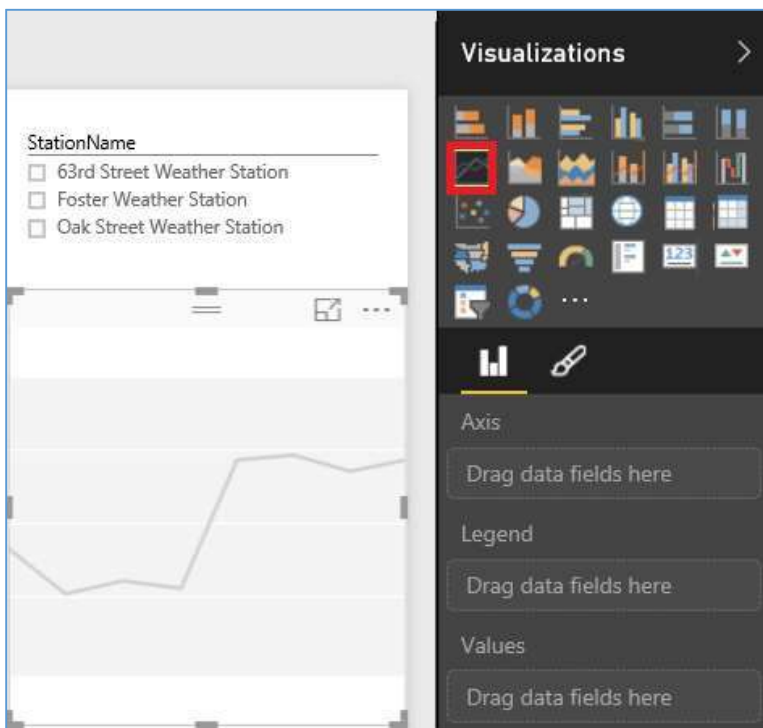 Visualizations
StationName
63rd Street Weather Station
Foster Weather Station
Oak Street Weather Station
123
Axis
Drag data fields here
Legend
Drag data fields here
Values
Drag data fields here